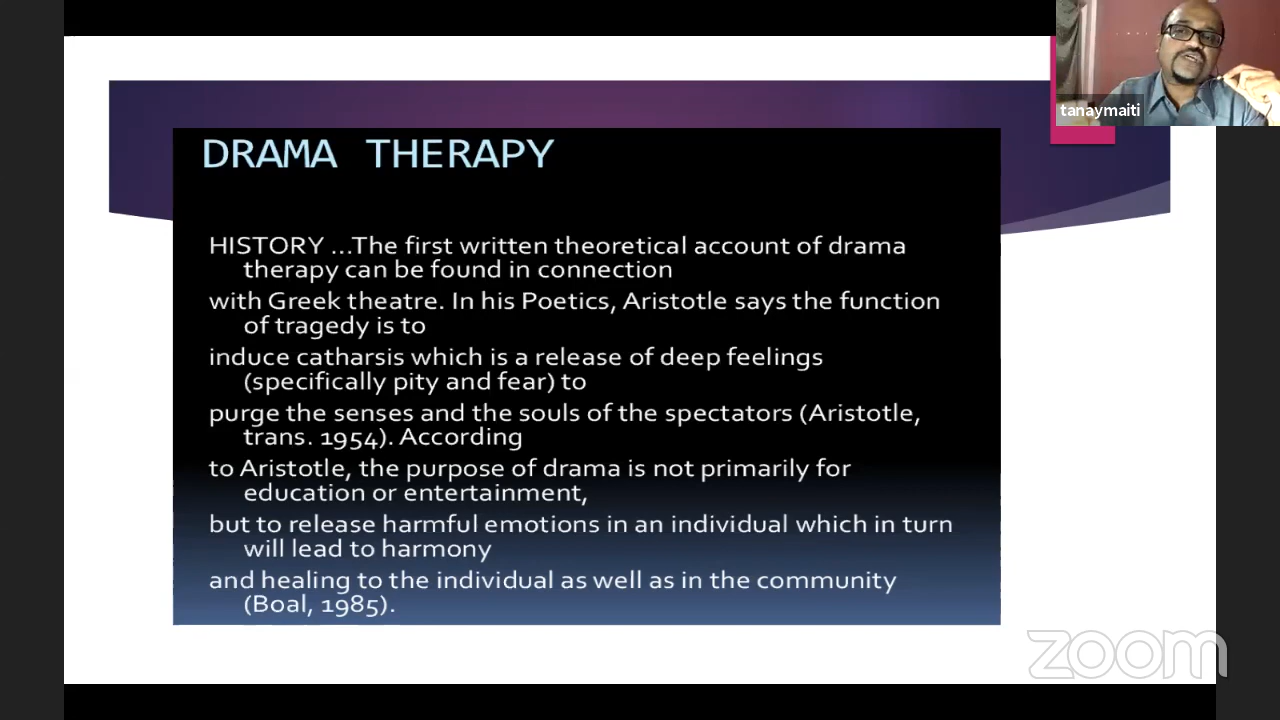 tanaymaiti
DRAMA THERAPY
HISTORY ...The first written theoretical account of drama
therapy can be found in connection
with Greek theatre. In his Poetics, Aristotle says the function
of tragedy is to
induce catharsis which is a release of deep feelings
(specifically pity and fear) to
purge the senses and the souls of the spectators (Aristotle,
trans. 1954). According
to Aristotle, the purpose of drama is not primarily for
education or entertainment,
but to release harmful emotions in an individual which in turn
will lead to harmony
and healing to the individual as well as in the community
(Boal, 1985).
zoom